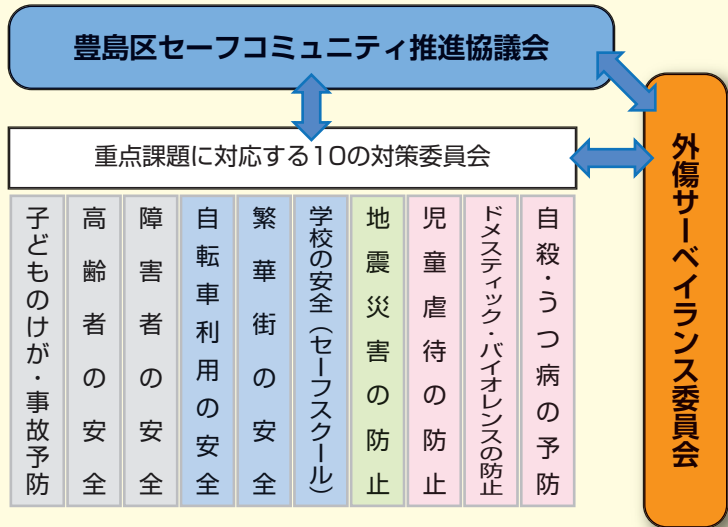 豊島区セーフコミュニティ推進協議会
重点課題に対応する10の対策委員会
子どものけが・事故予防
高齢者の安全
障害者の安全
自転車利用の安全
繁華街の安全
学校の安全（セーフスクール）
地震災害の防止
児童虐待の防止
ドメスティック・バイオレンスの防止
自殺・うつ病の予防
外傷サーベイランス委員会